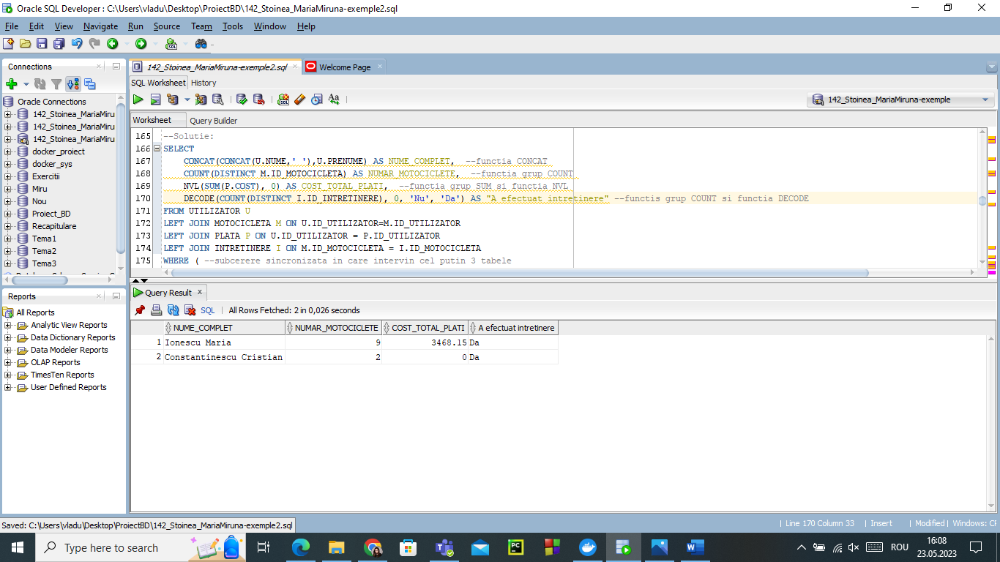 Oracle SQL Developer : C:\Users\vladu\Desktop\ProiectBD\142_Stoinea_MariaMiruna-exemple2.sql
File Edit View Navigate Run Source Team Tools Window Help
Connections
Oracle Connections
142_Stoinea_MariaMiru
142_Stoinea_MariaMiru
142_Stoinea_MariaMiru
docker_proiect
docker_sys
Exercitii
Miru
Nou
Proiect_BD
Recapitulare
Tema1
Tema2
Tema3
Reports
All Reports
Analytic View Reports
Data Dictionary Reports
Data Modeler Reports
OLAP Reports
TimesTen Reports
User Defined Reports
142_Stoinea_MariaMiruna-exemple2.sql Welcome Page
SQL Worksheet History
Aa
142_Stoinea_MariaMiruna-exemple
Worksheet Query Builder
165 --Solutie:
166 SELECT
167 CONCAT(CONCAT(U.NUME,' '),U.PRENUME) AS NUME_COMPLET, --functia CONCAT
168 COUNT(DISTINCT M.ID_MOTOCICLETA) AS NUMAR_MOTOCICLETE, --functia grup COUNT
169 NVL(SUM(P.COST), 0) AS COST_TOTAL_PLATI, --functia grup SUM si functia NVL
170 DECODE(COUNT(DISTINCT I.ID_INTRETINERE), 0, 'Nu', 'Da') AS "A efectuat intretinere" --functis grup COUNT si functia DECODE
171 FROM UTILIZATOR U
172 LEFT JOIN MOTOCICLETA M ON U.ID_UTILIZATOR=M.ID_UTILIZATOR
173 LEFT JOIN PLATA P ON U.ID_UTILIZATOR = P.ID_UTILIZATOR
174 LEFT JOIN INTRETINERE I ON M.ID_MOTOCICLETA = I.ID_MOTOCICLETA
175 WHERE ( --subcerere sincronizata in care intervin cel putin 3 tabele
Query Result x
SQL | All Rows Fetched: 2 in 0,026 seconds
NUME_COMPLET NUMAR_MOTOCICLETE COST_TOTAL_PLATI A efectuat intretinere
1 Ionescu Maria 9 3468.15 Da
2 Constantinescu Cristian 2 0 Da
Saved: C:\Users\vladu\Desktop\ProiectBD\142_Stoinea_MariaMiruna-exemple2.sql
| Line 170 Column 33 | Insert | Modified | Windows: CF
Type here to search
ROU
16:08
23.05.2023